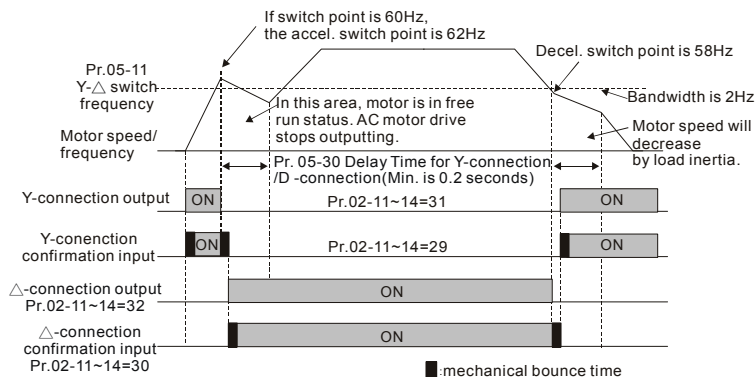 If switch point is 60Hz,
the accel. switch point is 62Hz
Decel. switch point is 58Hz
Pr.05-11
Y-△ switch
frequency
Bandwidth is 2Hz
In this area, motor is in free
run status. AC motor drive
stops outputting.
Motor speed will
decrease
by load inertia.
Motor speed/
frequency
Pr. 05-30 Delay Time for Y-connection
/D -connection(Min. is 0.2 seconds)
Y-connection output
ON
Pr.02-11~14=31
ON
Y-conenction
confirmation input
ON
Pr.02-11~14=29
ON
△-connection output
Pr.02-11~14=32
ON
△-connection
confirmation input
Pr.02-11~14=30
ON
:mechanical bounce time